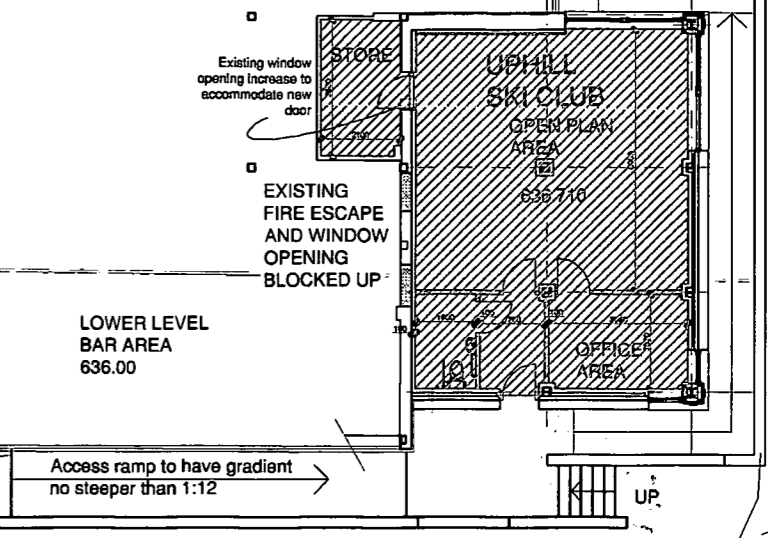 Existing window
opening increase to
accommodate new
door
STORE
UPHILL
SKI CLUB
OPEN PLAN
AREA
636.710
EXISTING
FIRE ESCAPE
AND WINDOW
OPENING
BLOCKED UP
LOWER LEVEL
BAR AREA
636.00
OFFICE
AREA
Access ramp to have gradient
no steeper than 1:12
UP